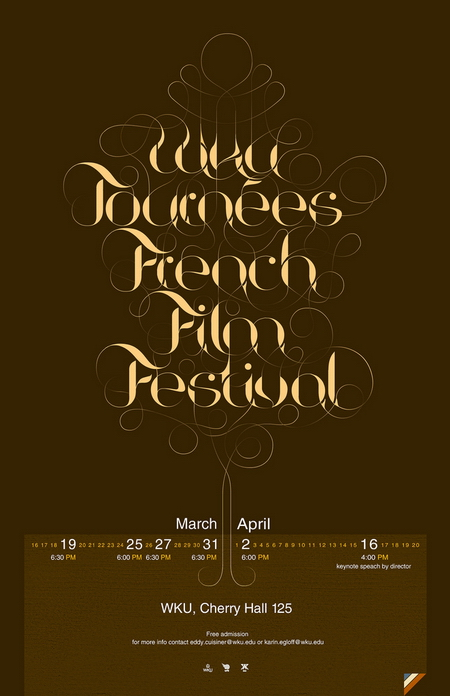 Wku
Tournées
French
Film
Festival
March April
16 17 18 19 20 21 22 23 24 25 26 27 28 29 30 31 1 2 3 4 5 6 7 8 9 10 11 12 13 14 15 16 17 18 19 20
6:30 PM 6:00 PM 6:30 PM 6:30 PM 6:00 PM 4:00 PM
keynote speach by director
WKU, Cherry Hall 125
Free admission
for more info contact eddy.cuisiner@wku.edu or karin.egloff@wku.edu
WKU